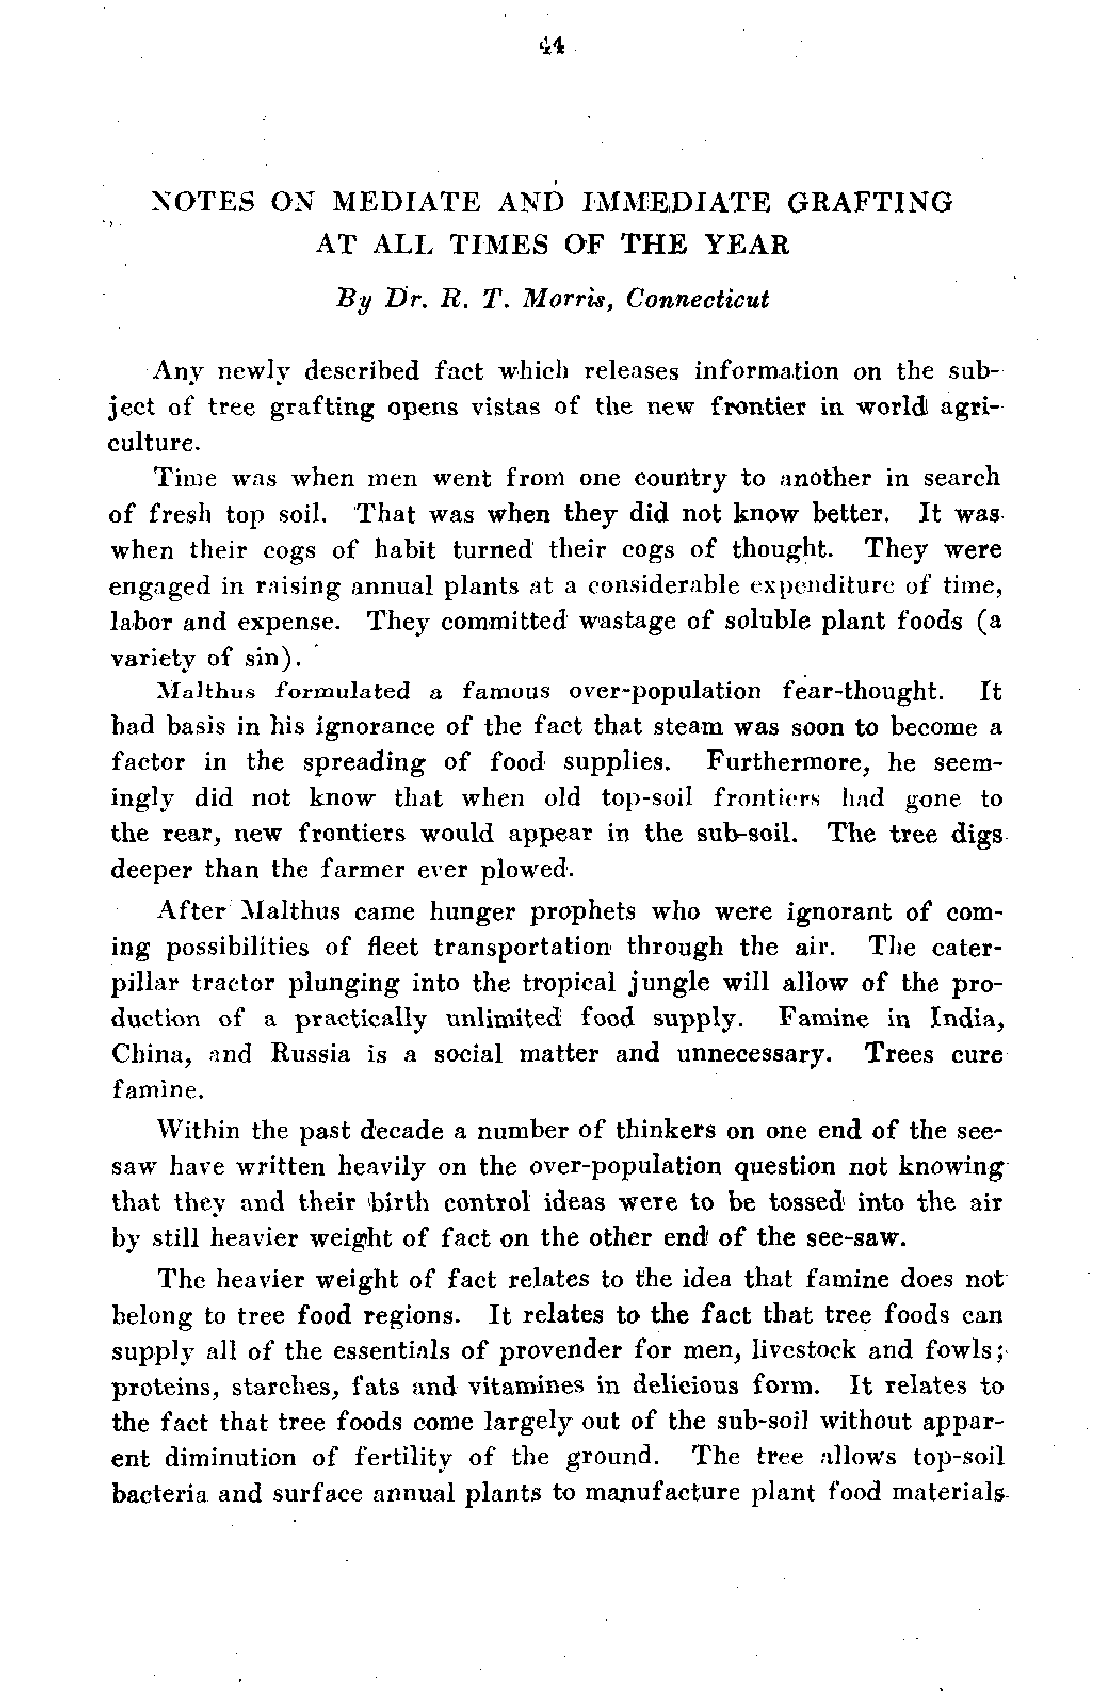 44
NOTES ON MEDIATE AND IMMEDIATE GRAFTING
AT ALL TIMES OF THE YEAR
By Dr. R. T. Morris, Connecticut
Any newly described fact which releases information on the sub-
ject of tree grafting opens vistas of the new frontier in world agri-
culture.
Time was when men went from one country to another in search
of fresh top soil. That was when they did not know better. It was
when their cogs of habit turned their cogs of thought. They were
engaged in raising annual plants at a considerable expenditure of time,
labor and expense. They committed wastage of soluble plant foods (a
variety of sin).
Malthus formulated a famous over-population fear-thought. It
had basis in his ignorance of the fact that steam was soon to become a
factor in the spreading of food supplies. Furthermore, he seem-
ingly did not know that when old top-soil frontiers had gone to
the rear, new frontiers would appear in the sub-soil. The tree digs
deeper than the farmer ever plowed.
After Malthus came hunger prophets who were ignorant of com-
ing possibilities of fleet transportation through the air. The cater-
pillar tractor plunging into the tropical jungle will allow of the pro-
duction of a practically unlimited food supply. Famine in India,
China, and Russia is a social matter and unnecessary. Trees cure
famine.
Within the past decade a number of thinkers on one end of the see-
saw have written heavily on the over-population question not knowing
that they and their birth control ideas were to be tossed into the air
by still heavier weight of fact on the other end of the see-saw.
The heavier weight of fact relates to the idea that famine does not
belong to tree food regions. It relates to the fact that tree foods can
supply all of the essentials of provender for men, livestock and fowls;
proteins, starches, fats and vitamines in delicious form. It relates to
the fact that tree foods come largely out of the sub-soil without appar-
ent diminution of fertility of the ground. The tree allows top-soil
bacteria and surface annual plants to manufacture plant food materials